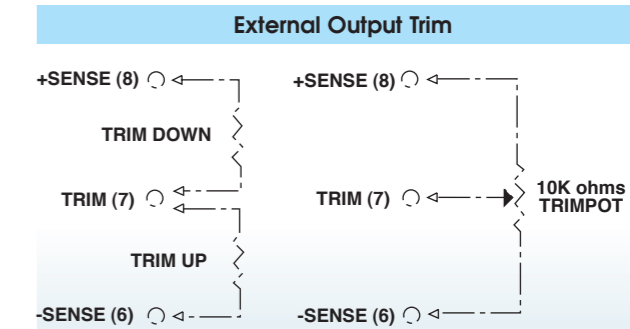 External Output Trim
+SENSE (8)
TRIM DOWN
TRIM (7)
TRIM UP
-SENSE (6)
+SENSE (8)
TRIM (7)
10K ohms
TRIMPOT
-SENSE (6)